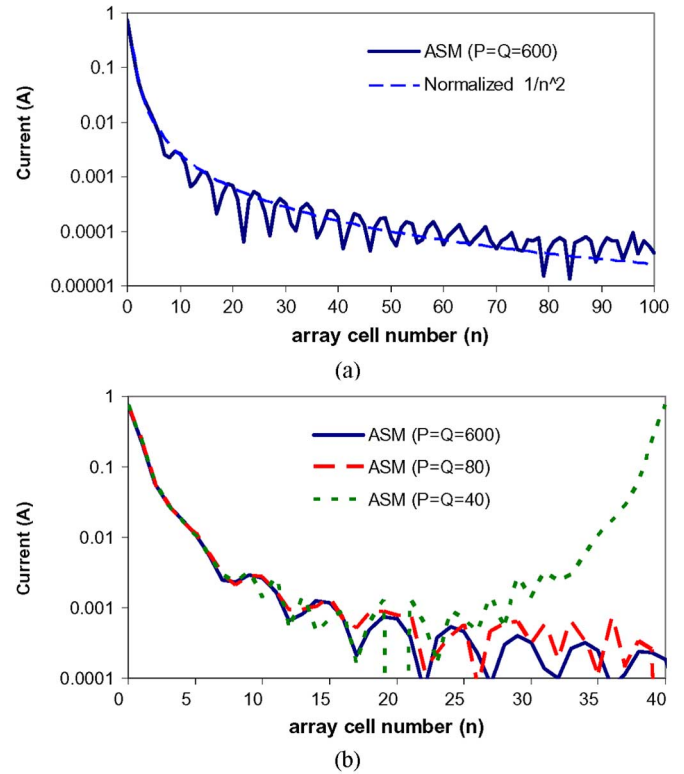 1
0.1
0.01
0.001
0.0001
0.00001
Current (A)
ASM (P=Q=600)
Normalized 1/n^2
0 10 20 30 40 50 60 70 80 90 100
array cell number (n)
(a)
1
0.1
0.01
0.001
0.0001
Current (A)
ASM (P=Q=600)
ASM (P=Q=80)
ASM (P=Q=40)
0 5 10 15 20 25 30 35 40
array cell number (n)
(b)